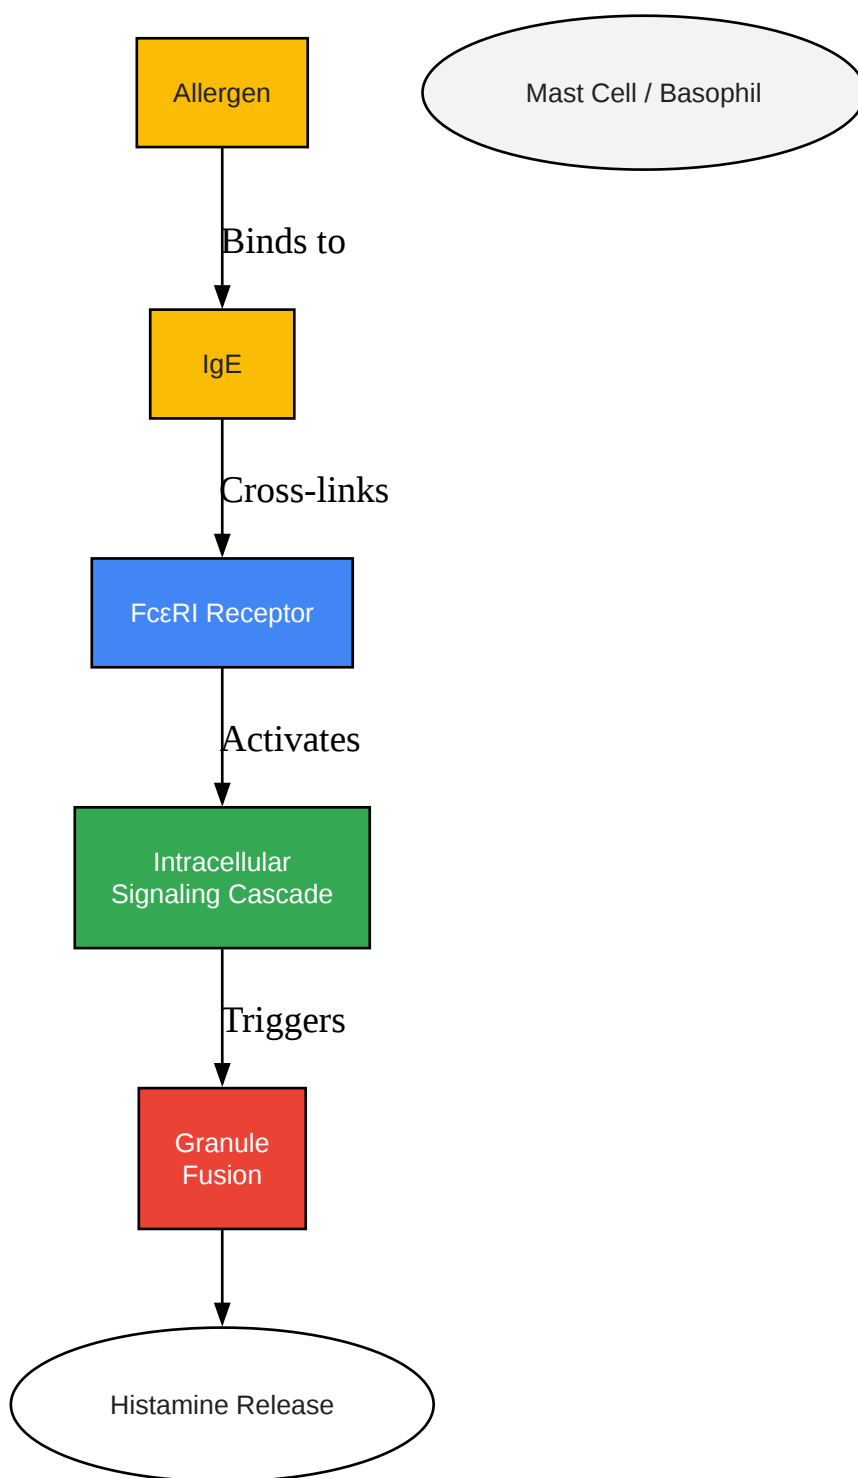 Allergen
Mast Cell / Basophil
Binds to
IgE
Cross-links
FcεRI Receptor
Activates
Intracellular
Signaling Cascade
Triggers
Granule
Fusion
Histamine Release